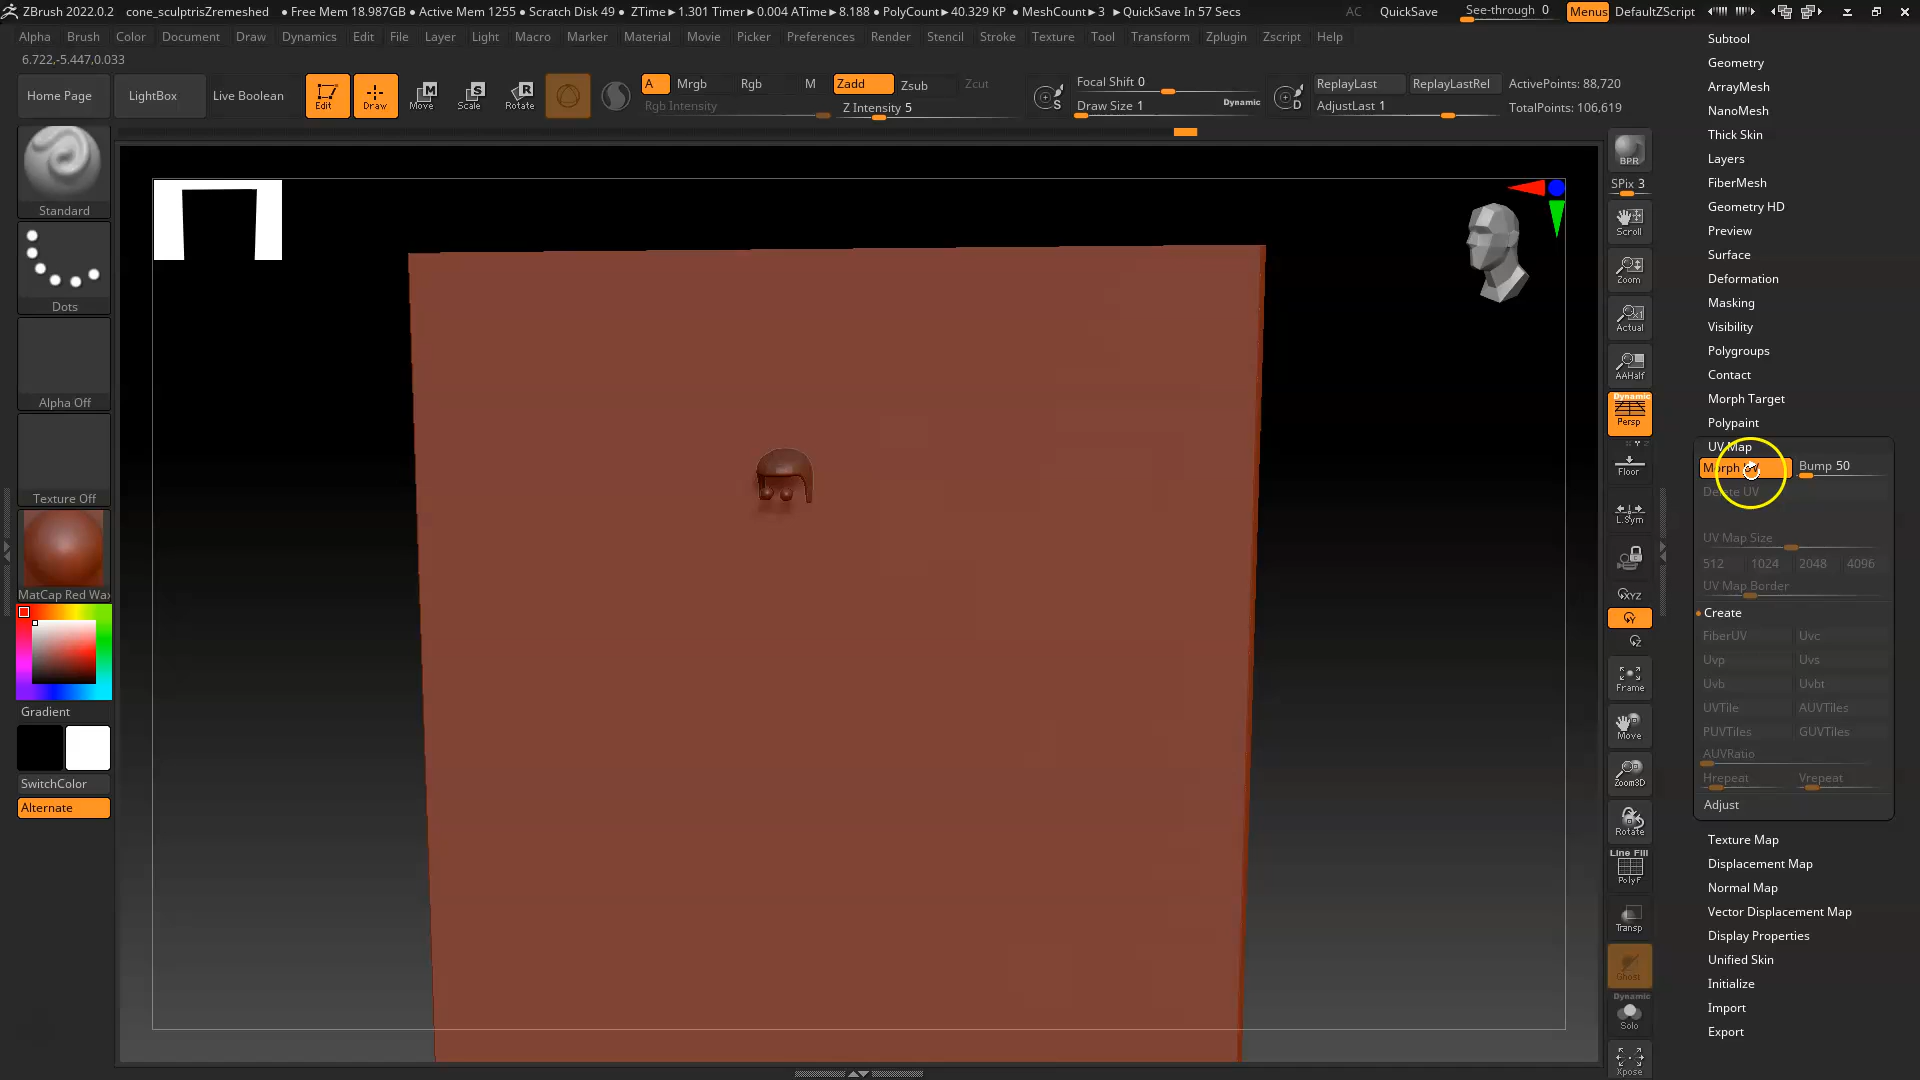 ZBrush 2022.0.2 cone_sculptrisZremeshed ● Free Mem 18.987GB ● Active Mem 1255 ● Scratch Disk 49 ● ZTime►1.301 Timer►0.004 ATime►8.188 ● PolyCount►40.329 KP ● MeshCount►3 ►QuickSave In 57 Secs AC QuickSave See-through 0 Menus DefaultZScript
Alpha Brush Color Document Draw Dynamics Edit File Layer Light Macro Marker Material Movie Picker Preferences Render Stencil Stroke Texture Tool Transform Zplugin Zscript Help
6.722,-5.447,0.033
Home Page LightBox Live Boolean Edit Draw Move Scale Rotate
A Mrgb Rgb M Zadd Zsub Zcut
Rgb Intensity Z Intensity 5
S Focal Shift 0
Draw Size 1 Dynamic
D ReplayLast ReplayLastRel
AdjustLast 1
ActivePoints: 88,720
TotalPoints: 106,619
Standard
Dots
Alpha Off
Texture Off
MatCap Red Wax
Gradient
SwitchColor
Alternate
BPR
SPix 3
Scroll
Zoom
Actual
AAHalf
Dynamic
Persp
Floor
L.Sym
XYZ
Y
Z
Frame
Move
Zoom3D
Rotate
Line Fill
PolyF
Transp
Ghost
Dynamic
Solo
Xpose
Subtool
Geometry
ArrayMesh
NanoMesh
Thick Skin
Layers
FiberMesh
Geometry HD
Preview
Surface
Deformation
Masking
Visibility
Polygroups
Contact
Morph Target
Polypaint
UV Map
Morph UV Bump 50
Delete UV
UV Map Size
512 1024 2048 4096
UV Map Border
Create
FiberUV Uvc
Uvp Uvs
Uvb Uvbt
UVTile AUVTiles
PUVTiles GUVTiles
AUVRatio
Hrepeat Vrepeat
Adjust
Texture Map
Displacement Map
Normal Map
Vector Displacement Map
Display Properties
Unified Skin
Initialize
Import
Export